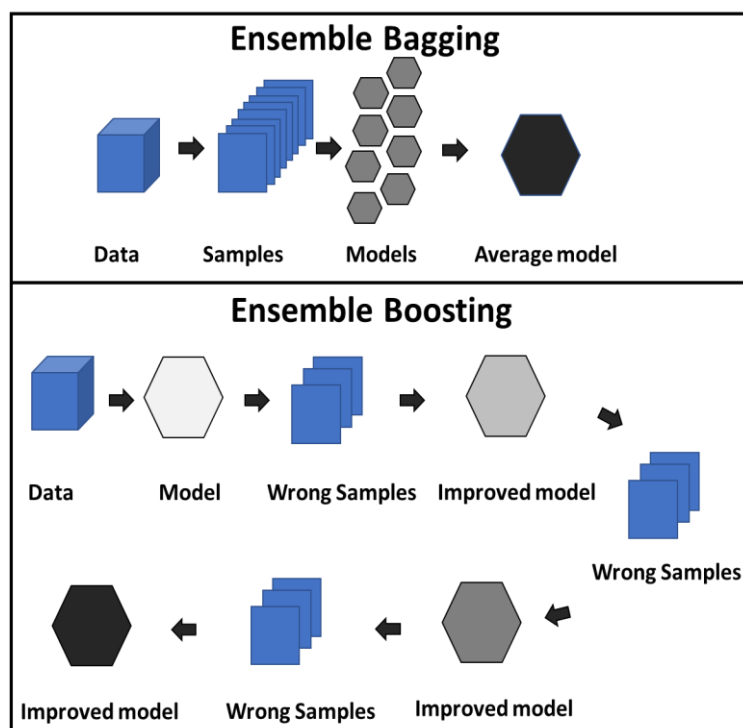 Ensemble Bagging
Data
Samples
Models
Average model
Ensemble Boosting
Data
Model
Wrong Samples
Improved model
Wrong Samples
Improved model
Wrong Samples
Improved model